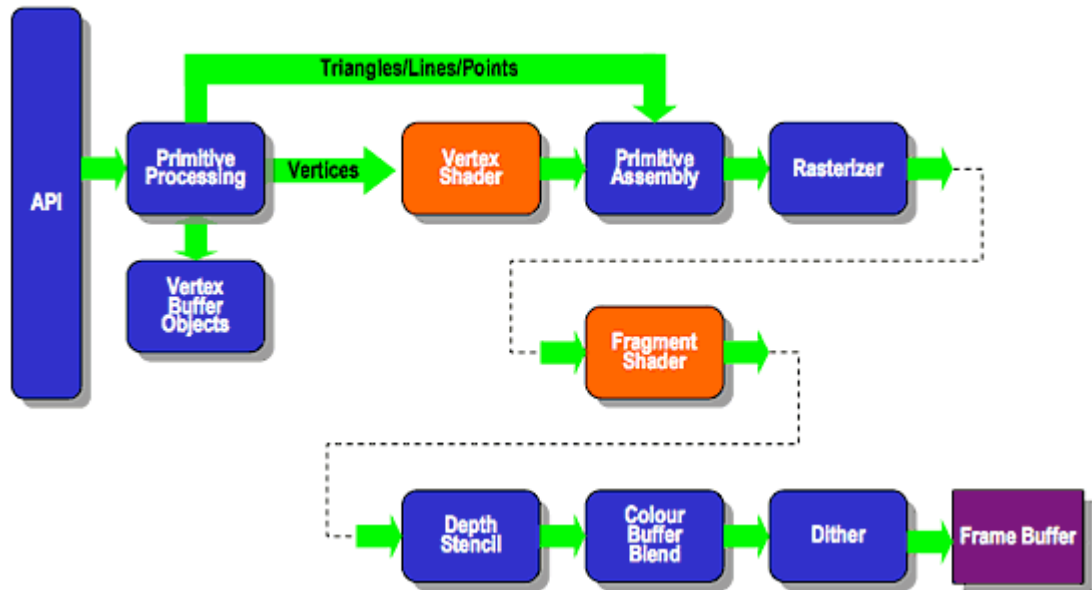 Triangles/Lines/Points
API
Primitive
Processing
Vertices
Vertex
Shader
Primitive
Assembly
Rasterizer
Vertex
Buffer
Objects
Fragment
Shader
Depth
Stencil
Colour
Buffer
Blend
Dither
Frame Buffer